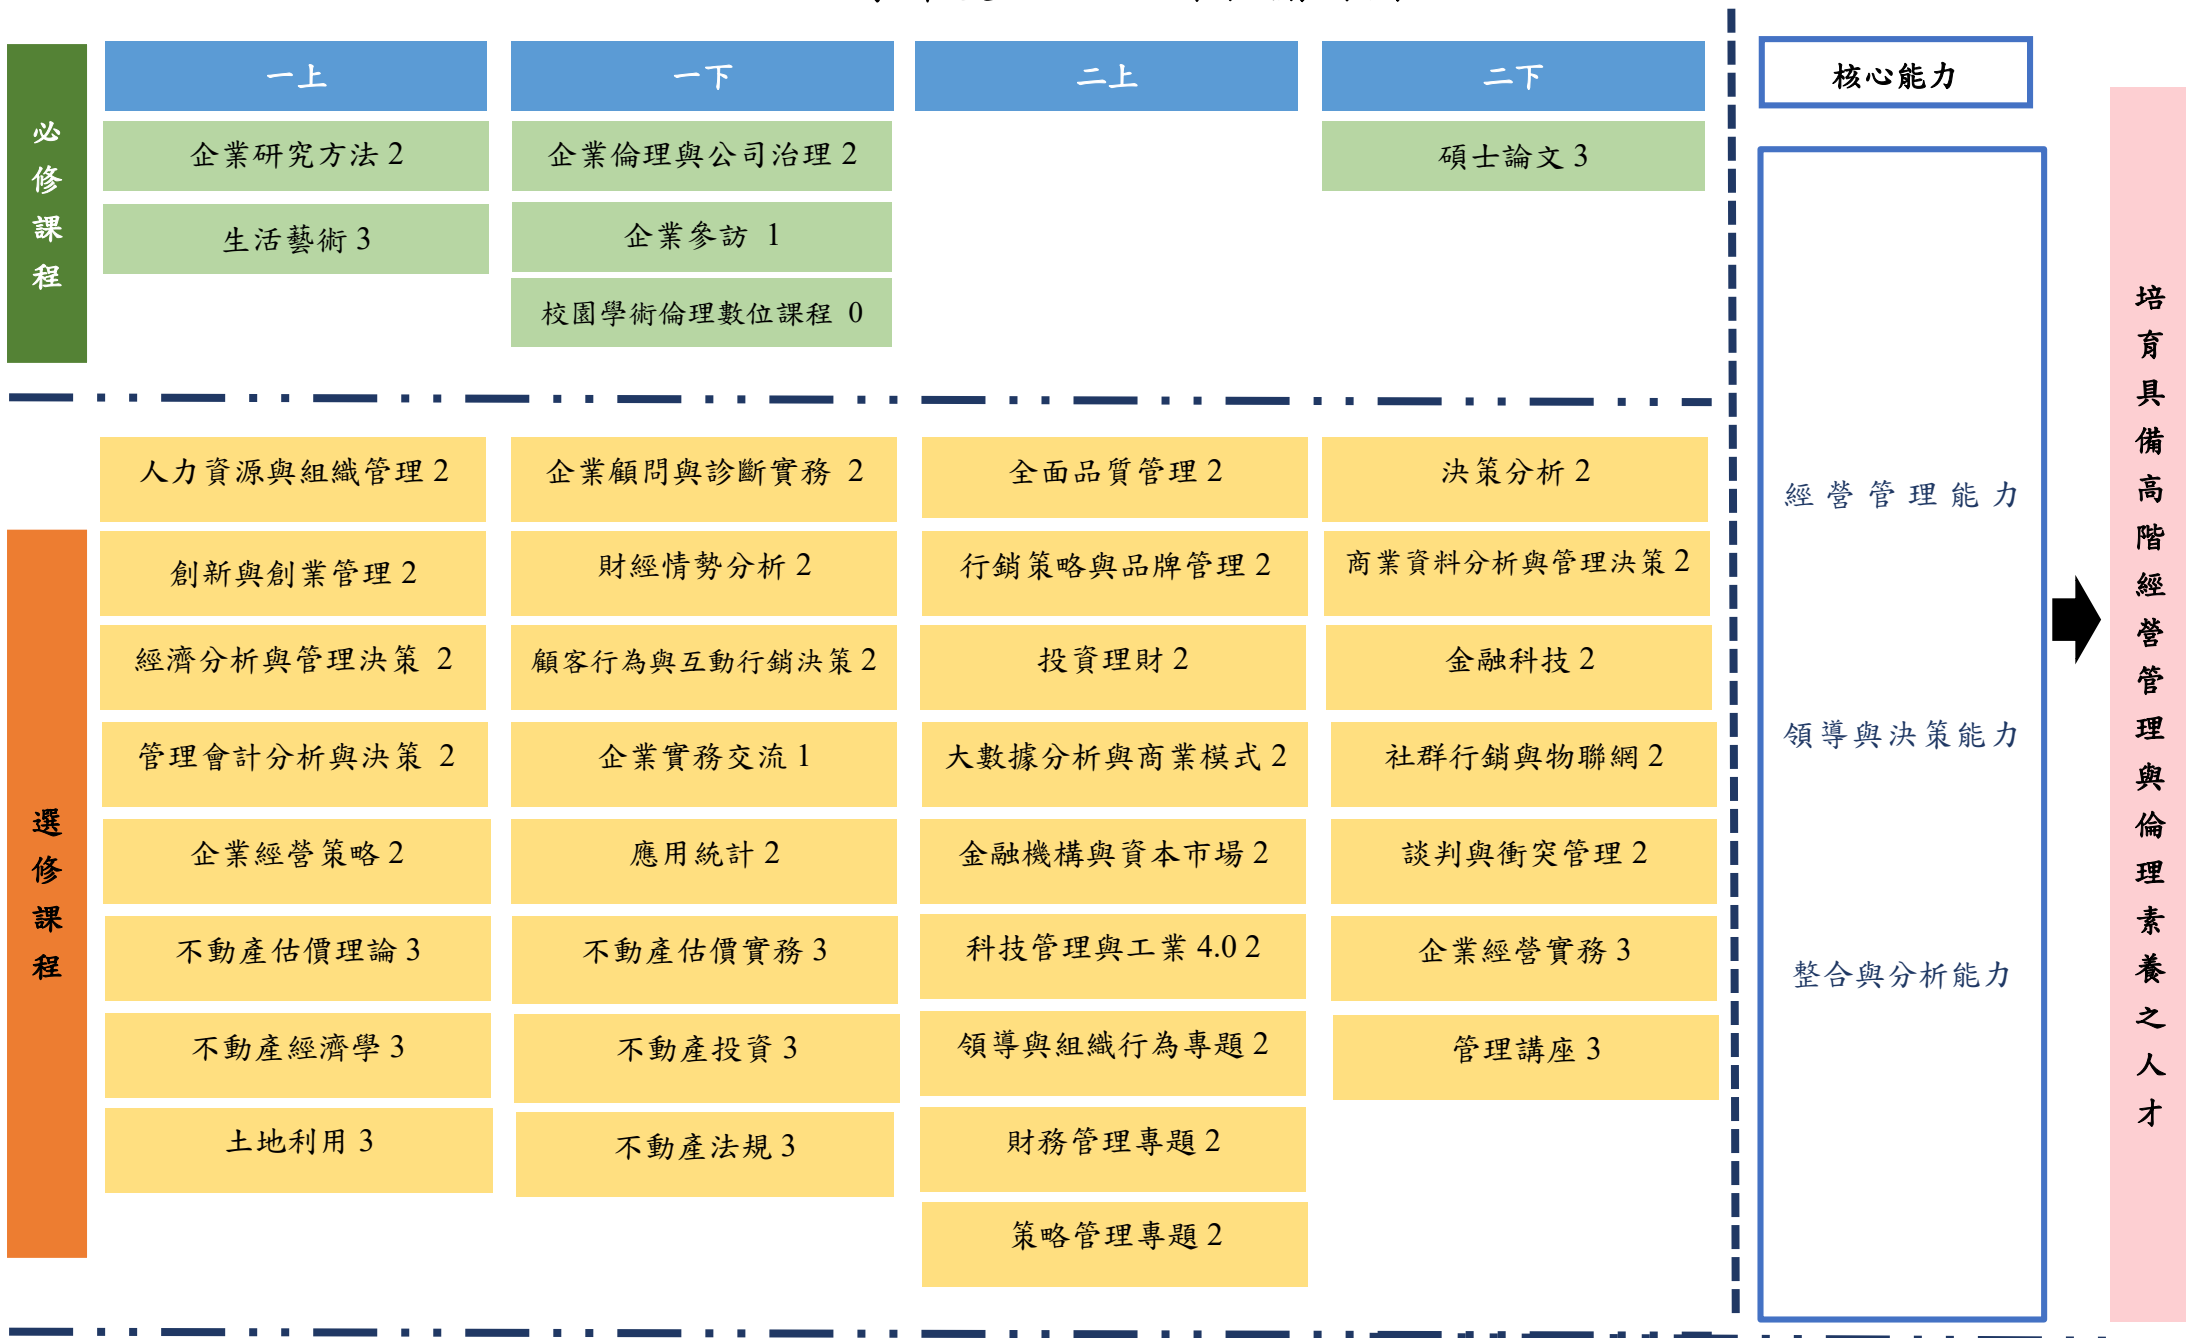 一上
一下
二上
二下
核心能力
必修課程
企業研究方法 2
企業倫理與公司治理 2
碩士論文 3
生活藝術 3
企業參訪 1
校園學術倫理數位課程 0
選修課程
人力資源與組織管理 2
企業顧問與診斷實務 2
全面品質管理 2
決策分析 2
創新與創業管理 2
財經情勢分析 2
行銷策略與品牌管理 2
商業資料分析與管理決策 2
經濟分析與管理決策 2
顧客行為與互動行銷決策 2
投資理財 2
金融科技 2
管理會計分析與決策 2
企業實務交流 1
大數據分析與商業模式 2
社群行銷與物聯網 2
企業經營策略 2
應用統計 2
金融機構與資本市場 2
談判與衝突管理 2
不動產估價理論 3
不動產估價實務 3
科技管理與工業 4.0 2
企業經營實務 3
不動產經濟學 3
不動產投資 3
領導與組織行為專題 2
管理講座 3
土地利用 3
不動產法規 3
財務管理專題 2
策略管理專題 2
經營管理能力
領導與決策能力
整合與分析能力
培育具備高階經營管理與倫理素養之人才